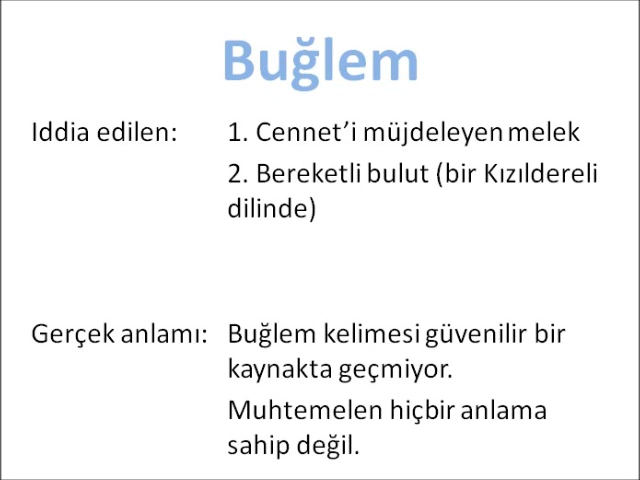 Buğlem
Iddia edilen: 1. Cennet’i müjdeleyen melek
2. Bereketli bulut (bir Kızıldereli
dilinde)
Gerçek anlamı: Buğlem kelimesi güvenilir bir
kaynakta geçmiyor.
Muhtemelen hiçbir anlama
sahip değil.